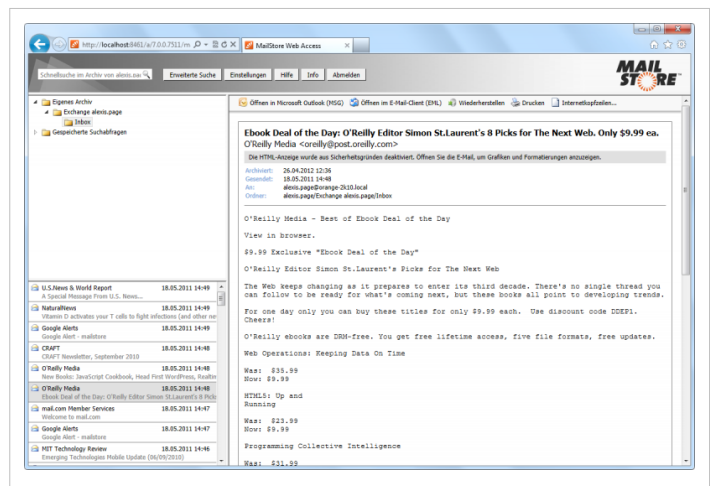 http://localhost:8461/a/7.0.0.7511/m
MailStore Web Access
Schnellsuche im Archiv von alexis.
Erweiterte Suche
Einstellungen
Hilfe
Info
Abmelden
MAIL
STORE
Eigenes Archiv
Exchange alexis.page
Inbox
Gespeicherte Suchabfragen
Öffnen in Microsoft Outlook (MSG)
Öffnen im E-Mail-Client (EML)
Wiederherstellen
Drucken
Internetkopfzeilen...
Ebook Deal of the Day: O'Reilly Editor Simon St.Laurent's 8 Picks for The Next Web. Only $9.99 ea.
O'Reilly Media <oreilly@post.oreilly.com>
Die HTML-Anzeige wurde aus Sicherheitsgründen deaktiviert. Öffnen Sie die E-Mail, um Grafiken und Formatierungen anzuzeigen.
Archiviert: 26.04.2012 12:36
Gesendet: 18.05.2011 14:48
An: alexis.page@orange-2k10.local
Ordner: alexis.page/Exchange alexis.page/Inbox
O'Reilly Media - Best of Ebook Deal of the Day
View in browser.
$9.99 Exclusive "Ebook Deal of the Day"
O'Reilly Editor Simon St.Laurent's Picks for The Next Web
The Web keeps changing as it prepares to enter its third decade. There's no single thread you
can follow to be ready for what's coming next, but these books all point to developing trends.
For one day only you can buy these titles for only $9.99 each. Use discount code DDEP1.
Cheers!
O'Reilly ebooks are DRM-free. You get free lifetime access, five file formats, free updates.
Web Operations: Keeping Data On Time
Was: $35.99
Now: $9.99
HTML5: Up and
Running
Was: $23.99
Now: $9.99
Programming Collective Intelligence
Was: $31.99
U.S.News & World Report 18.05.2011 14:49
A Special Message From U.S. News...
NaturalNews 18.05.2011 14:49
Vitamin D activates your T cells to fight infections (and other
Google Alerts 18.05.2011 14:49
Google Alert - mailstore
CRAFT 18.05.2011 14:48
CRAFT Newsletter, September 2010
O'Reilly Media 18.05.2011 14:48
New Books: JavaScript Cookbook, Head First WordPress,
O'Reilly Media 18.05.2011 14:48
Ebook Deal of the Day: O'Reilly Editor Simon St.Laurent's 8
mail.com Member Services 18.05.2011 14:47
Welcome to mail.com
Google Alerts 18.05.2011 14:47
Google Alert - mailstore
MIT Technology Review 18.05.2011 14:46
Emerging Technologies Mobile Update (06/09/2010)